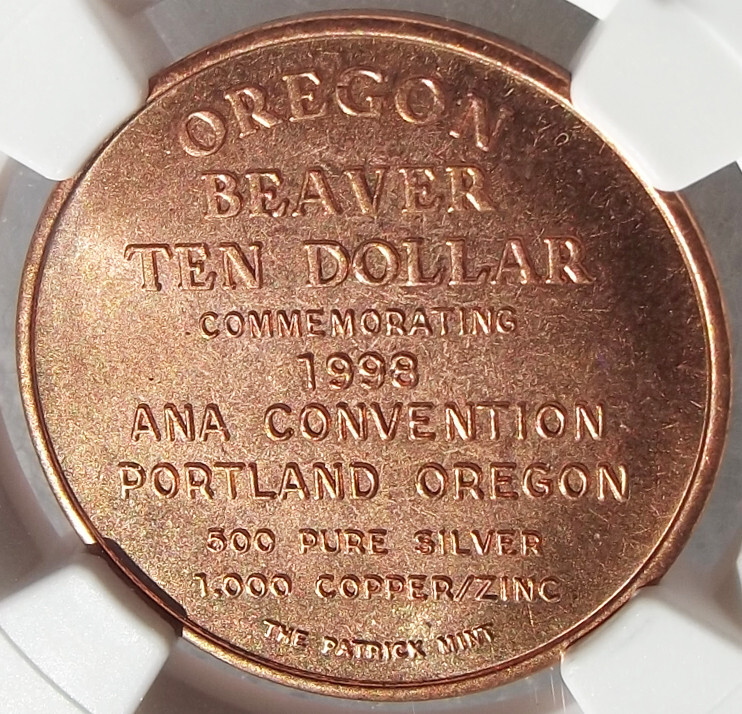 OREGON
BEAVER
TEN DOLLAR
COMMEMORATING
1998
ANA CONVENTION
PORTLAND OREGON
500 PURE SILVER
1,000 COPPER/ZINC
THE PATRICK MINT